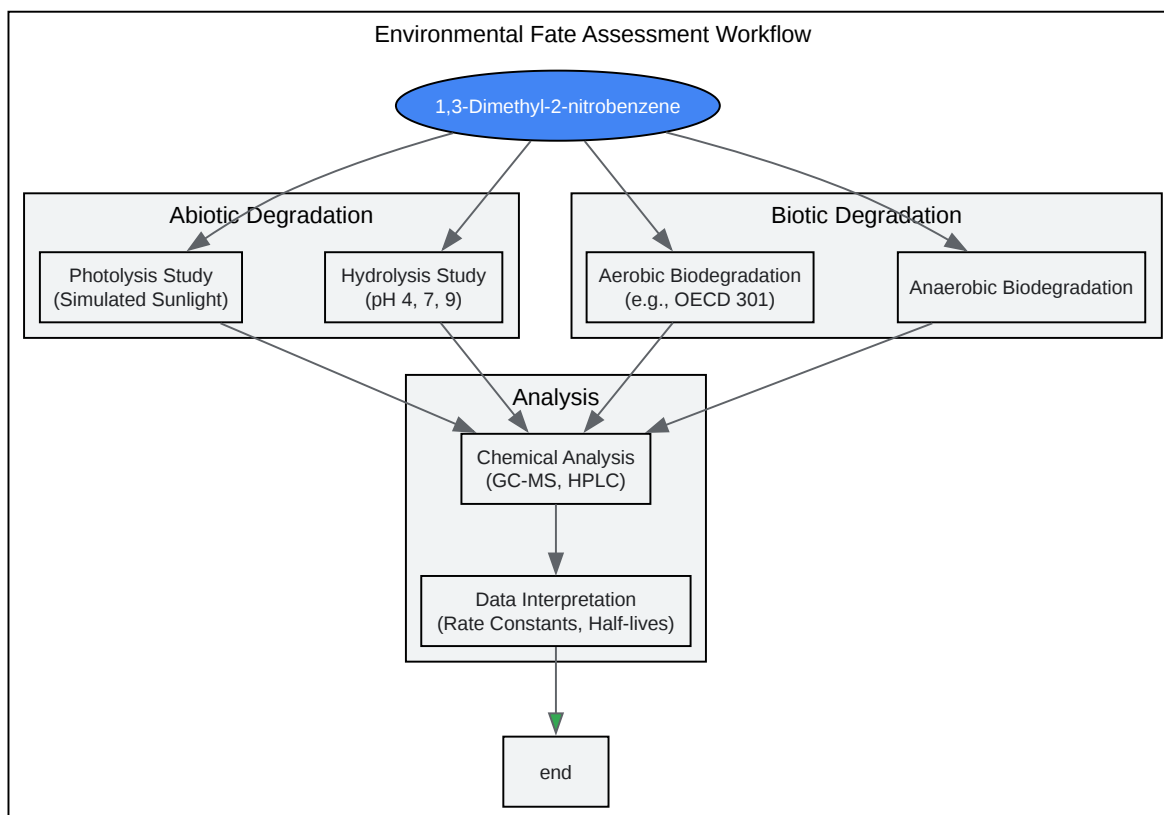 Environmental Fate Assessment Workflow
1,3-Dimethyl-2-nitrobenzene
Abiotic Degradation
Biotic Degradation
Photolysis Study
(Simulated Sunlight)
Hydrolysis Study
(pH 4, 7, 9)
Aerobic Biodegradation
(e.g., OECD 301)
Anaerobic Biodegradation
Analysis
Chemical Analysis
(GC-MS, HPLC)
Data Interpretation
(Rate Constants, Half-lives)
end